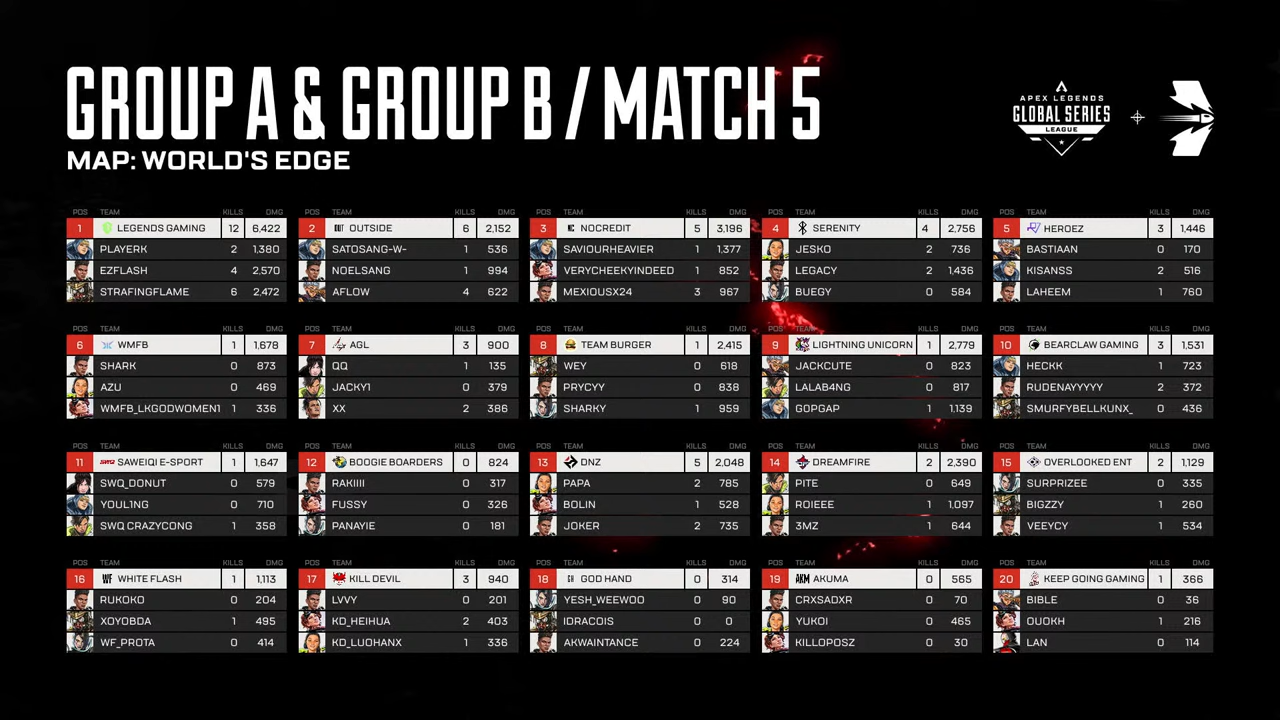 GROUP A & GROUP B / MATCH 5
MAP: WORLD'S EDGE
APEX LEGENDS
GLOBAL SERIES
LEAGUE
POS TEAM KILLS DMG POS TEAM KILLS DMG POS TEAM KILLS DMG POS TEAM KILLS DMG POS TEAM KILLS DMG
1 LEGENDS GAMING 12 6,422 2 OUT OUTSIDE 6 2,152 3 NOCREDIT 5 3,196 4 SERENITY 4 2,756 5 HEROEZ 3 1,446
PLAYERK 2 1,380 SATOSANG-W- 1 536 SAVIOURHEAVIER 1 1,377 JESKO 2 736 BASTIAAN 0 170
EZFLASH 4 2,570 NOELSANG 1 994 VERYCHEEKYINDEED 1 852 LEGACY 2 1,436 KISANSS 2 516
STRAFINGFLAME 6 2,472 AFLOW 4 622 MEXIOUSX24 3 967 BUEGY 0 584 LAHEEM 1 760
POS TEAM KILLS DMG POS TEAM KILLS DMG POS TEAM KILLS DMG POS TEAM KILLS DMG POS TEAM KILLS DMG
6 WMFB 1 1,678 7 AGL 3 900 8 TEAM BURGER 1 2,415 9 LIGHTNING UNICORN 1 2,779 10 BEARCLAW GAMING 3 1,531
SHARK 0 873 QQ 1 135 WEY 0 618 JACKCUTE 0 823 HECKK 1 723
AZU 0 469 JACKY1 0 379 PRYCYY 0 838 LALAB4NG 0 817 RUDENAYYYYY 2 372
WMFB_LKGODWOMEN1 1 336 XX 2 386 SHARKY 1 959 GOPGAP 1 1,139 SMURFYBELLKUNX_ 0 436
POS TEAM KILLS DMG POS TEAM KILLS DMG POS TEAM KILLS DMG POS TEAM KILLS DMG POS TEAM KILLS DMG
11 SWQ SAWEIQI E-SPORT 1 1,647 12 BOOGIE BOARDERS 0 824 13 DNZ 5 2,048 14 DREAMFIRE 2 2,390 15 OVERLOOKED ENT 2 1,129
SWQ_DONUT 0 579 RAKIIII 0 317 PAPA 2 785 PITE 0 649 SURPRIZEE 0 335
YOUL1NG 0 710 FUSSY 0 326 BOLIN 1 528 ROIEEE 1 1,097 BIGZZY 1 260
SWQ CRAZYCONG 1 358 PANAYIE 0 181 JOKER 2 735 3MZ 1 644 VEEYCY 1 534
POS TEAM KILLS DMG POS TEAM KILLS DMG POS TEAM KILLS DMG POS TEAM KILLS DMG POS TEAM KILLS DMG
16 WF WHITE FLASH 1 1,113 17 KILL DEVIL 3 940 18 GOD HAND 0 314 19 AKM AKUMA 0 565 20 KEEP GOING GAMING 1 366
RUKOKO 0 204 LVVY 0 201 YESH_WEEWOO 0 90 CRXSADXR 0 70 BIBLE 0 36
XOYOBDA 1 495 KD_HEIHUA 2 403 IDRACOIS 0 0 YUKOI 0 465 OUOKH 1 216
WF_PROTA 0 414 KD_LUOHANX 1 336 AKWAINTANCE 0 224 KILLOPOSZ 0 30 LAN 0 114